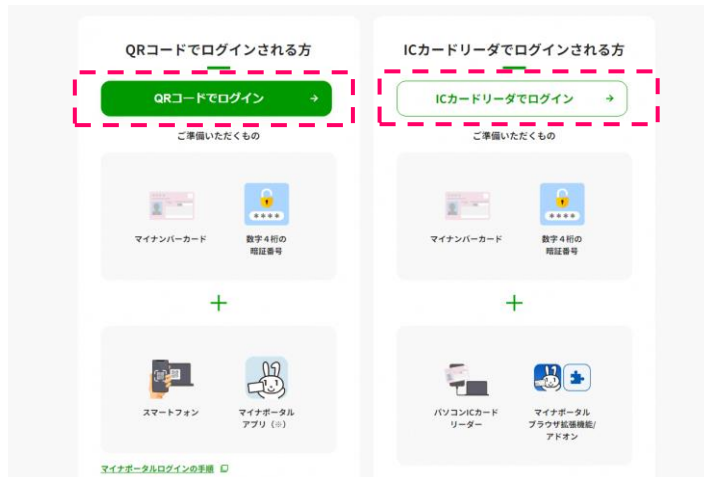 QRコードでログインされる方
QRコードでログイン →
ご準備いただくもの
マイナンバーカード
****
数字4桁の
暗証番号
+
スマートフォン
マイナポータル
アプリ（※）
マイナポータルログインの手順
ICカードリーダでログインされる方
ICカードリーダでログイン →
ご準備いただくもの
マイナンバーカード
****
数字4桁の
暗証番号
+
パソコンICカード
リーダー
マイナポータル
ブラウザ拡張機能/
アドオン